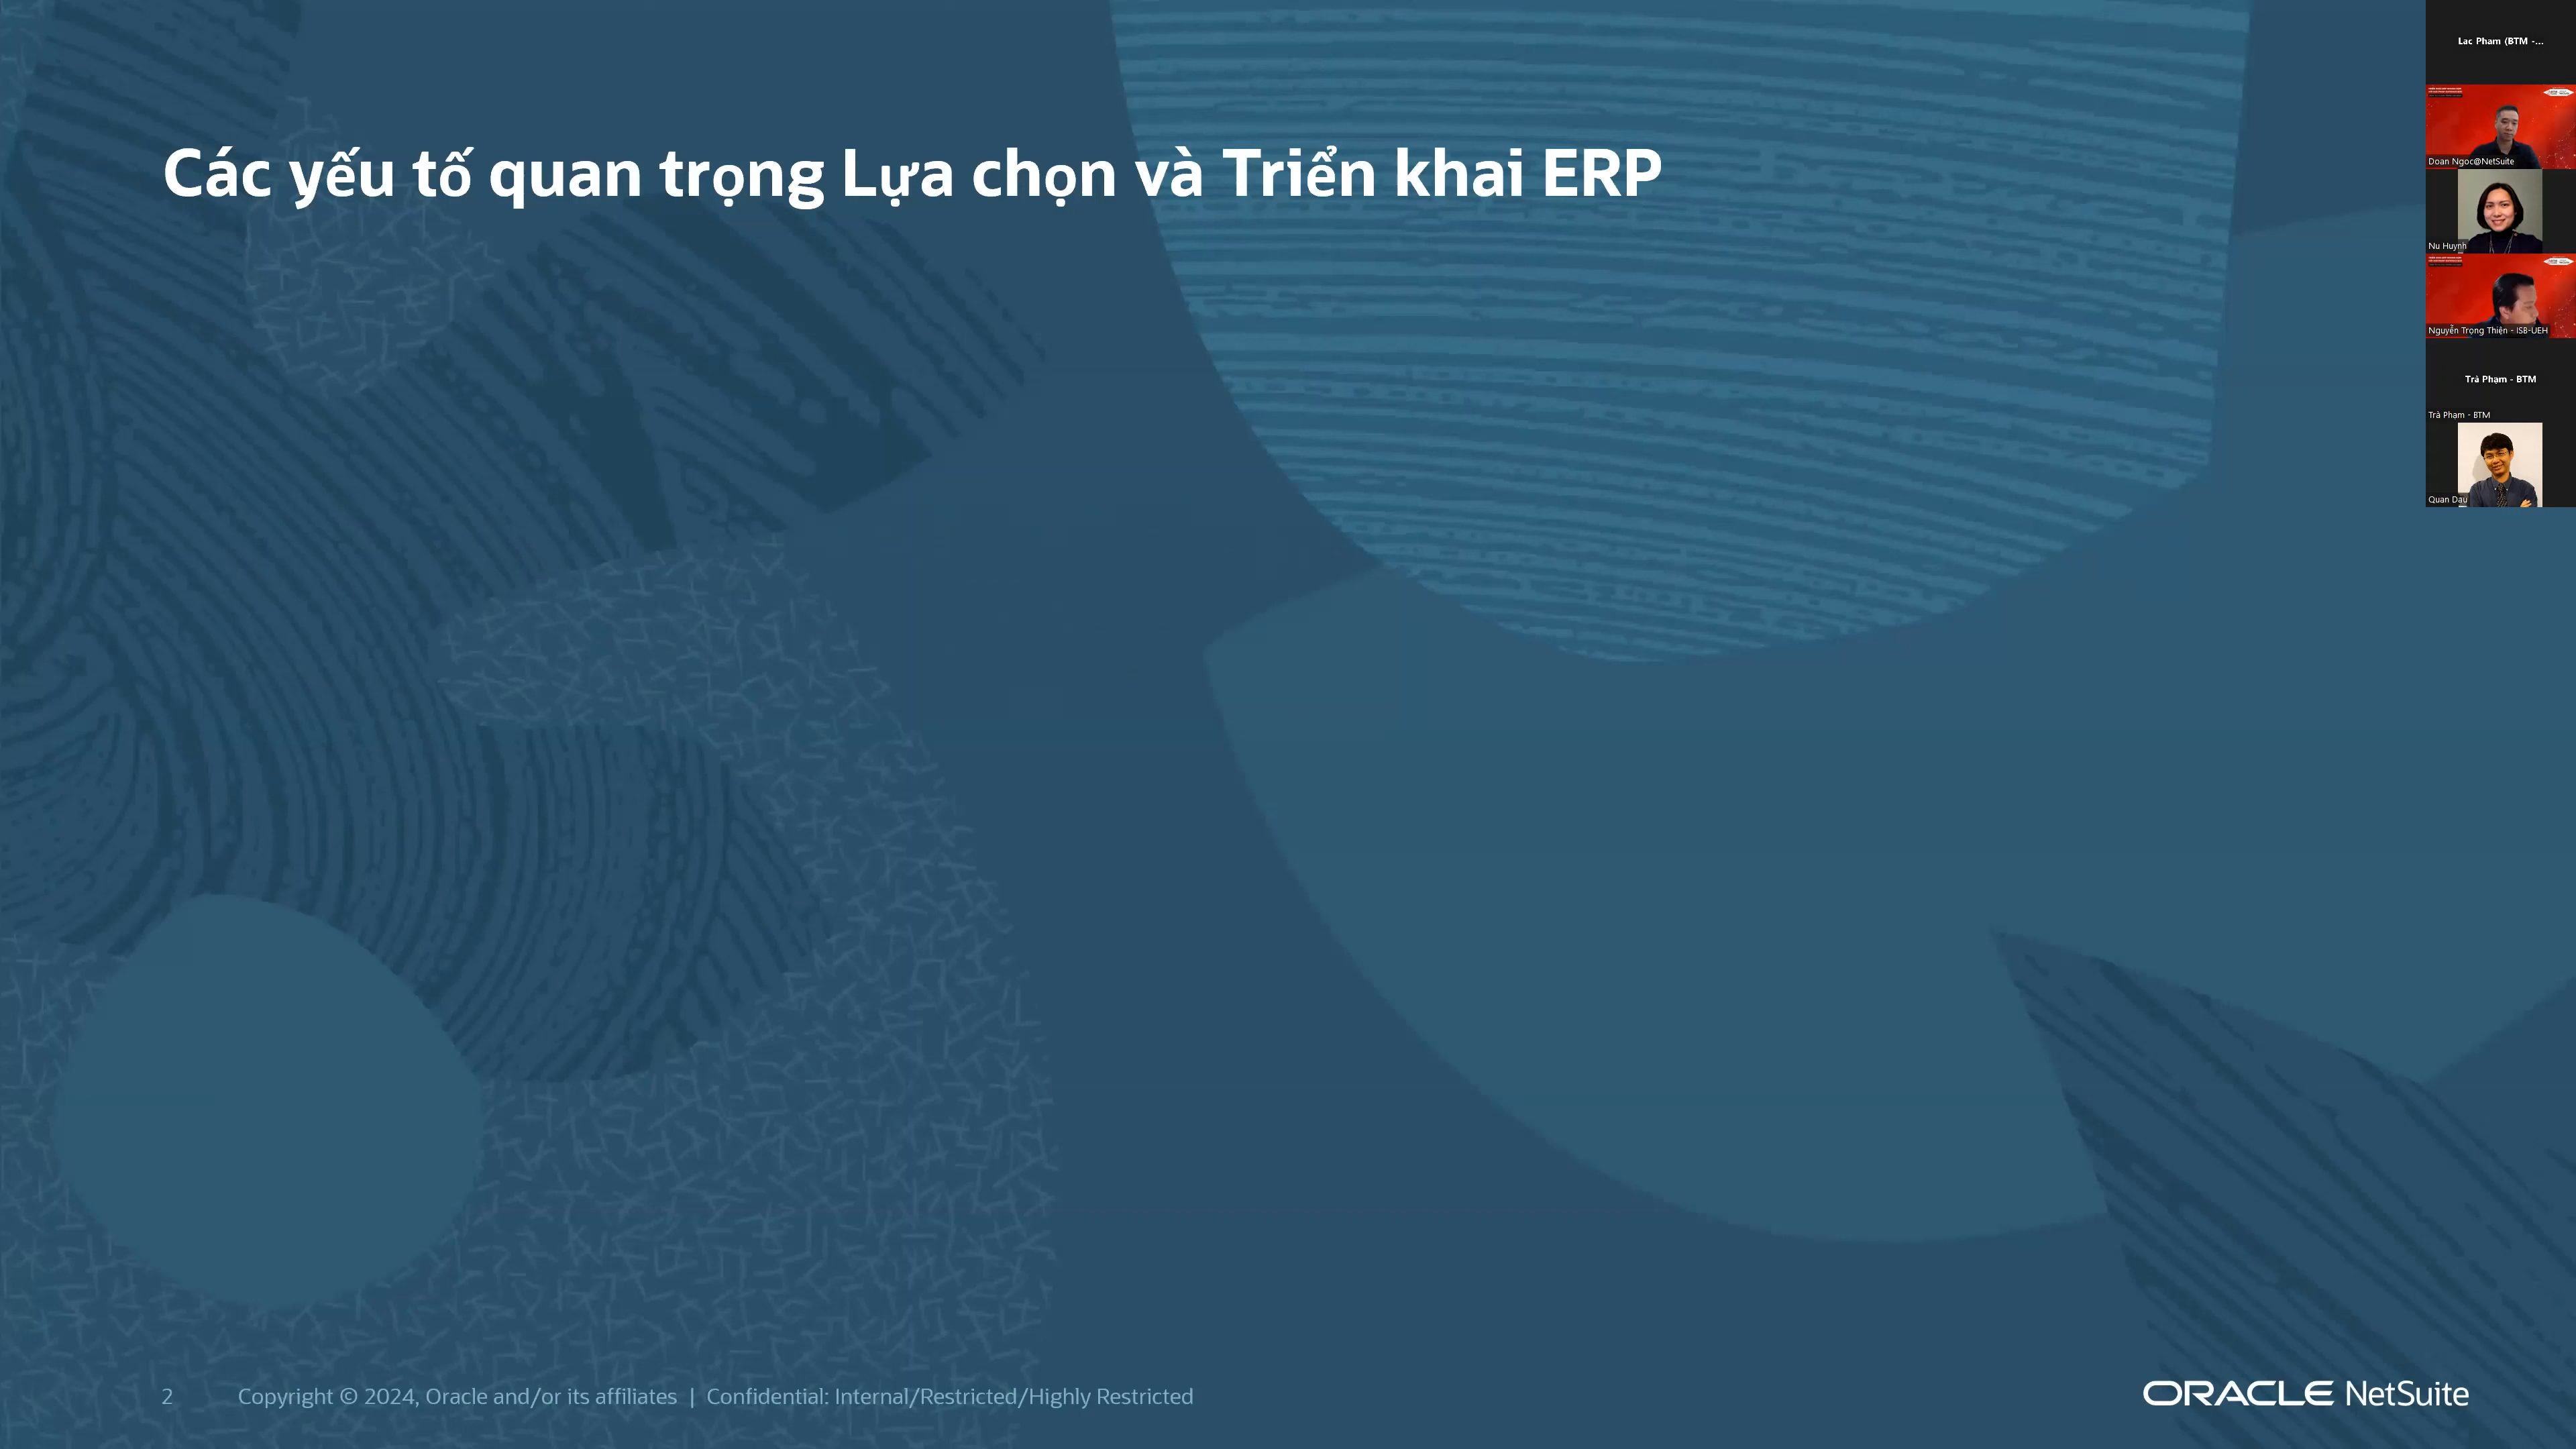 Các yếu tố quan trọng Lựa chọn và Triển khai ERP
Lac Pham (BTM -...
Doan Ngoc@NetSuite
Nu Huynh
Nguyễn Trọng Thiện - ISB-UEH
Trà Phạm - BTM
Trà Phạm - BTM
Quan Dau
2
Copyright © 2024, Oracle and/or its affiliates | Confidential: Internal/Restricted/Highly Restricted
ORACLE NetSuite